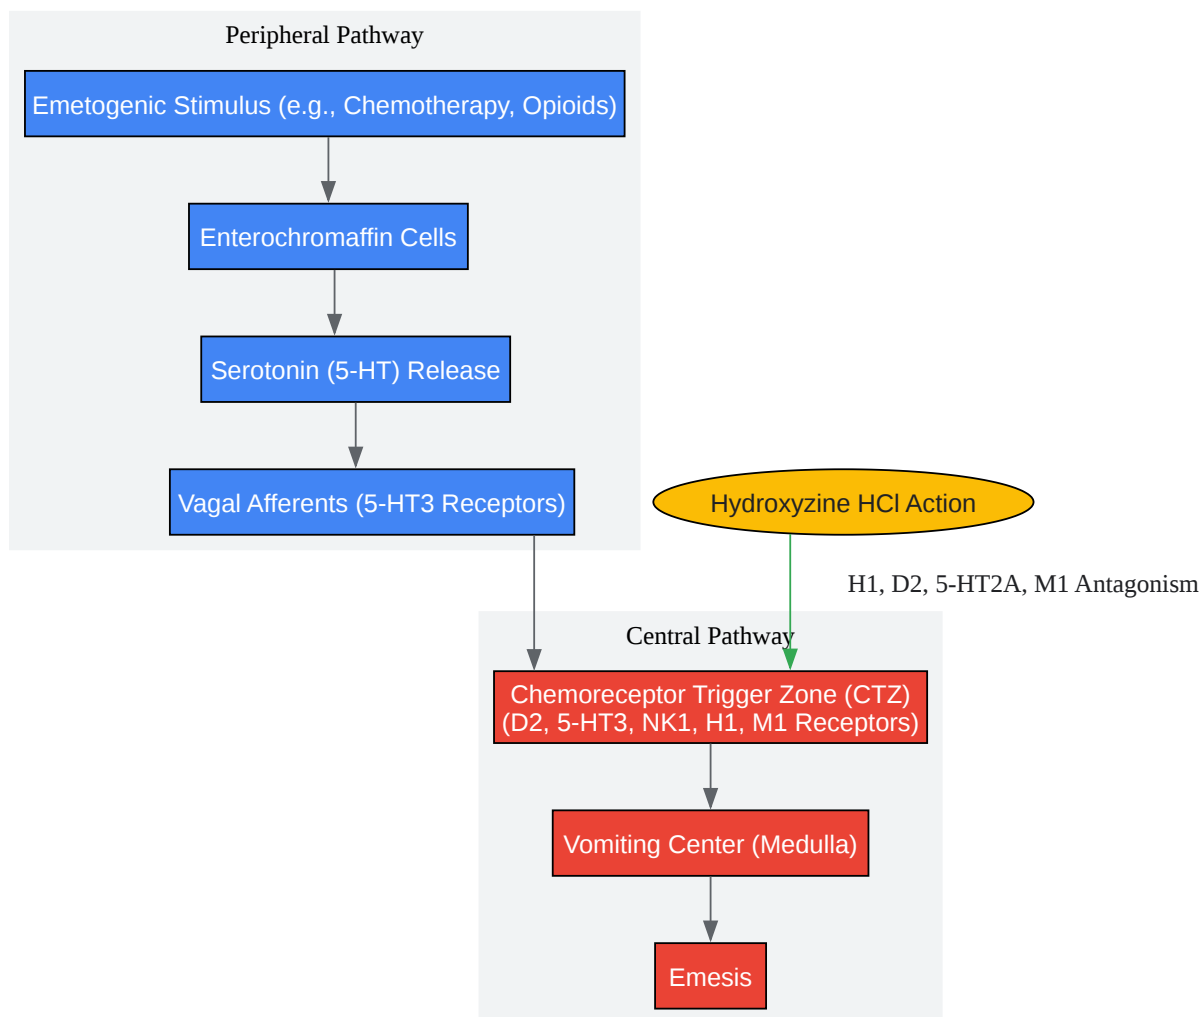 Peripheral Pathway
Emetogenic Stimulus (e.g., Chemotherapy, Opioids)
Enterochromaffin Cells
Serotonin (5-HT) Release
Vagal Afferents (5-HT3 Receptors)
Hydroxyzine HCl Action
H1, D2, 5-HT2A, M1 Antagonism
Central Pathway
Chemoreceptor Trigger Zone (CTZ)
(D2, 5-HT3, NK1, H1, M1 Receptors)
Vomiting Center (Medulla)
Emesis